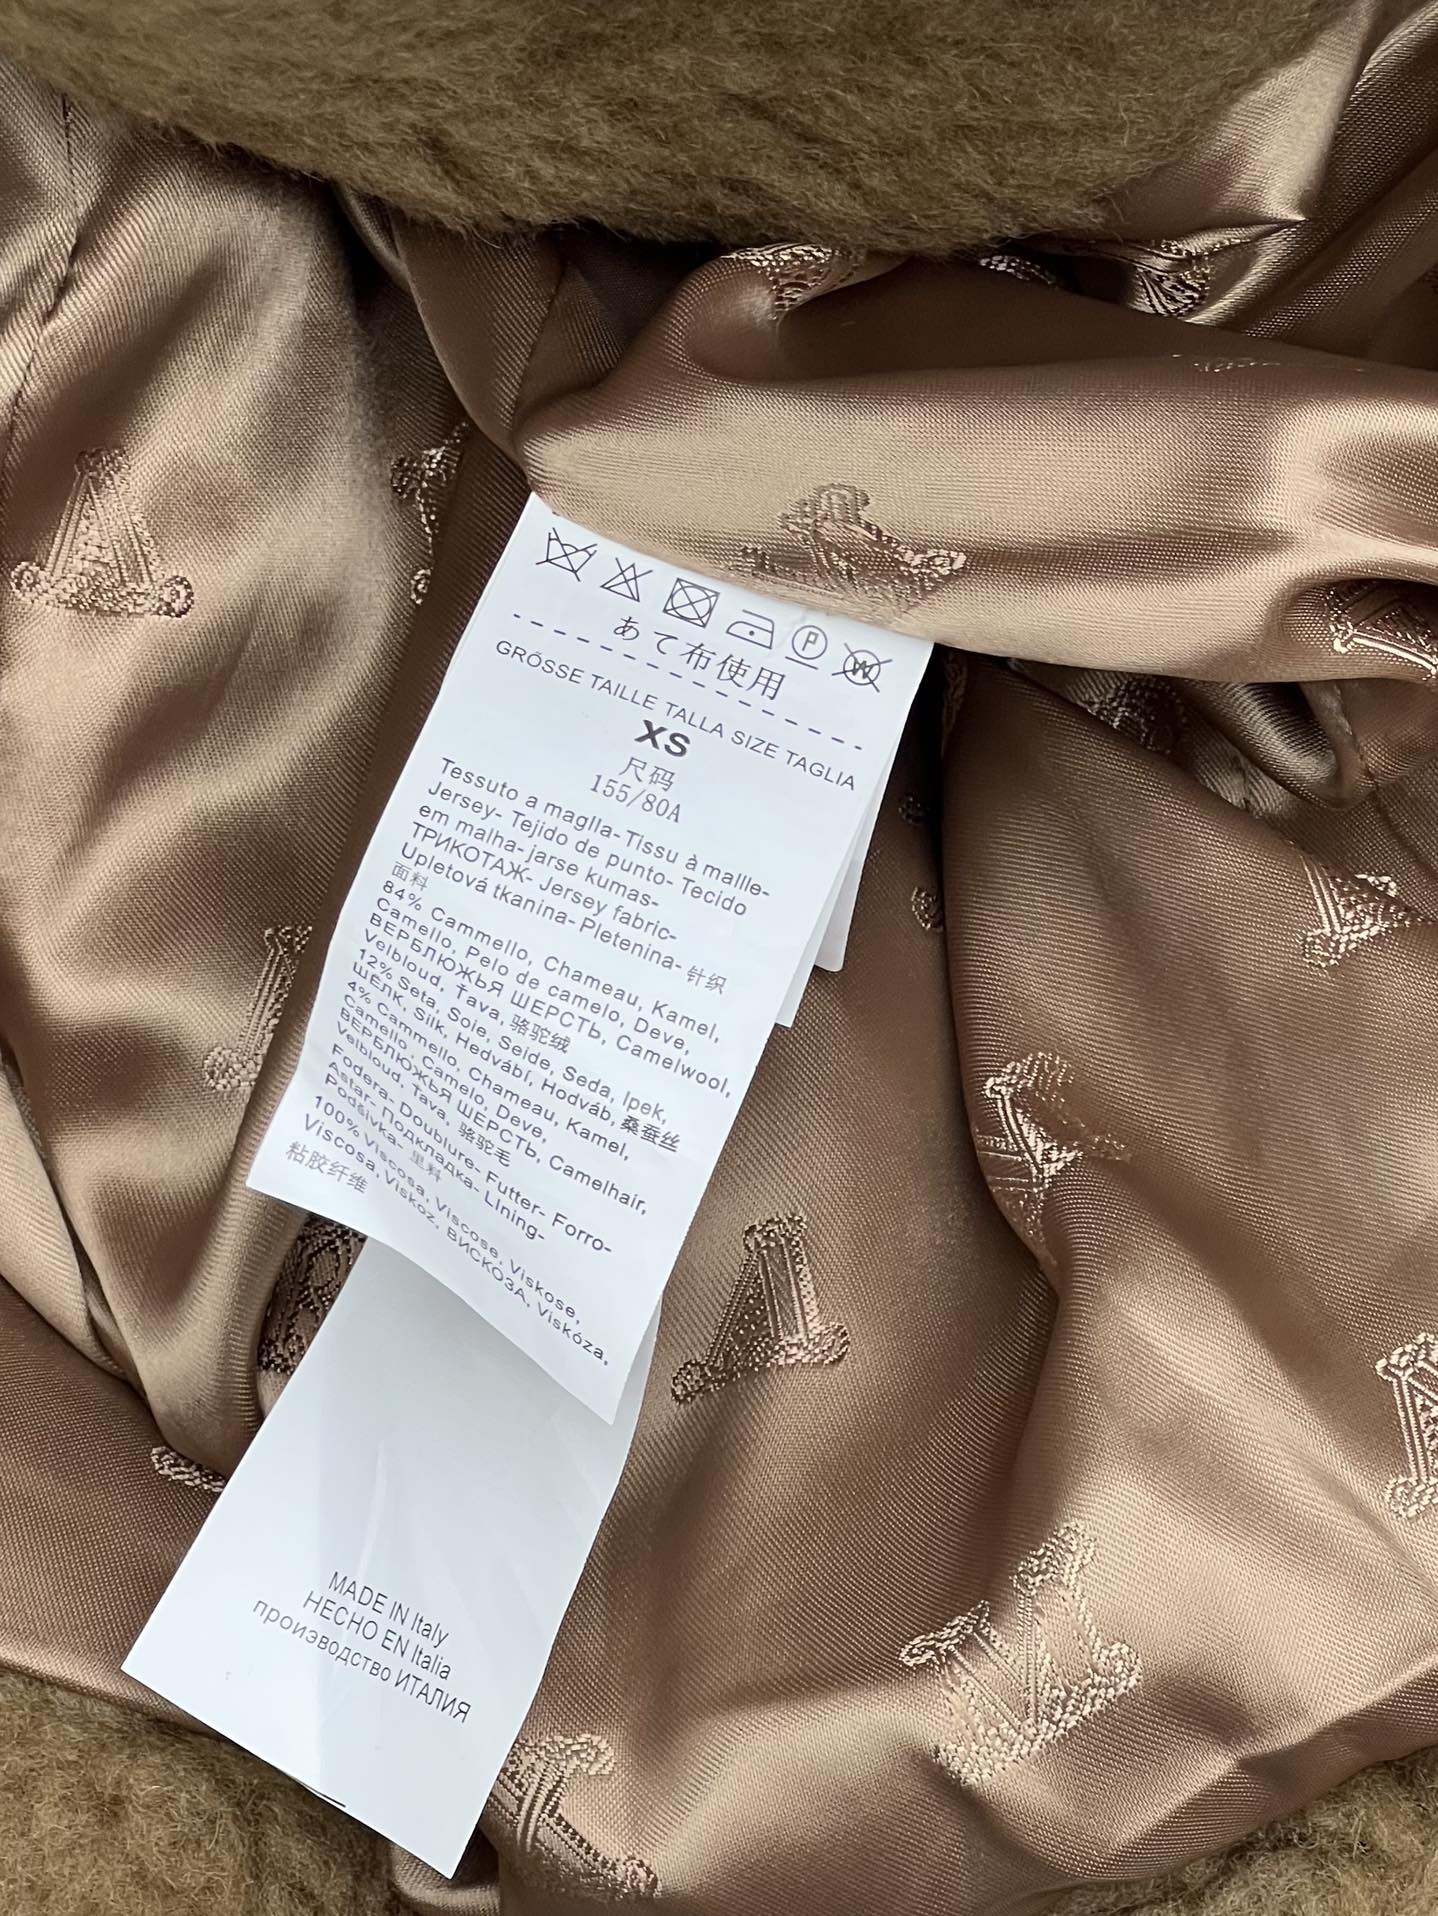 P
W
あて布使用
GRÖSSE TAILLE TALLA SIZE TAGLIA
XS
尺码
155/80A
Tessuto a maglla-Tissu à mallle-
Jersey- Tejido de punto- Tecido
em malha-jarse kumas-
ТРИКОТАЖ- Jersey fabric-
Upletová tkanina- Pletenina- 针织
面料
84% Cammello, Chameau, Kamel,
Camello, Pelo de camelo, Deve,
ВЕРБЛЮЖЬЯ ШЕРСТЬ, Camelwool,
Velbloud, Ťava, 骆驼绒
12% Seta, Soie, Seide, Seda, Ipek,
ШЁЛК, Silk, Hedvábí, Hodváb, 桑蚕丝
4% Cammello, Chameau, Kamel,
Camello, Camelo, Deve,
ВЕРБЛЮЖЬЯ ШЕРСТЬ, Camelhair,
Velbloud, Ťava, 骆驼毛
Fodera- Doublure- Futter- Forro-
Astar- Подкладка- Lining-
Podšívka- 里料
100% Viscosa, Viscose, Viskose,
Viscosa, Viskoz, ВИСКОЗА, Viskóza,
粘胶纤维
MADE IN Italy
HECHO EN Italia
производство ИТАЛИЯ